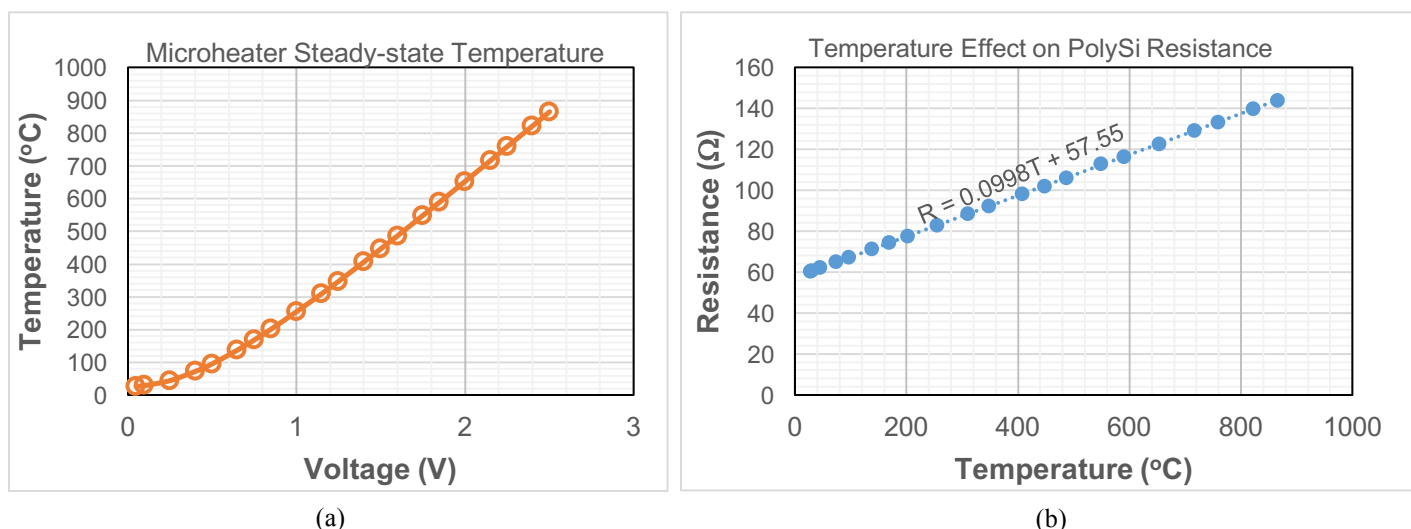 Microheater Steady-state Temperature
1000
900
800
700
600
500
400
300
200
100
0
Temperature (oC)
0 1 2 3
Voltage (V)
(a)
Temperature Effect on PolySi Resistance
160
140
120
100
80
60
40
20
0
Resistance (Ω)
R = 0.0998T + 57.55
0 200 400 600 800 1000
Temperature (oC)
(b)